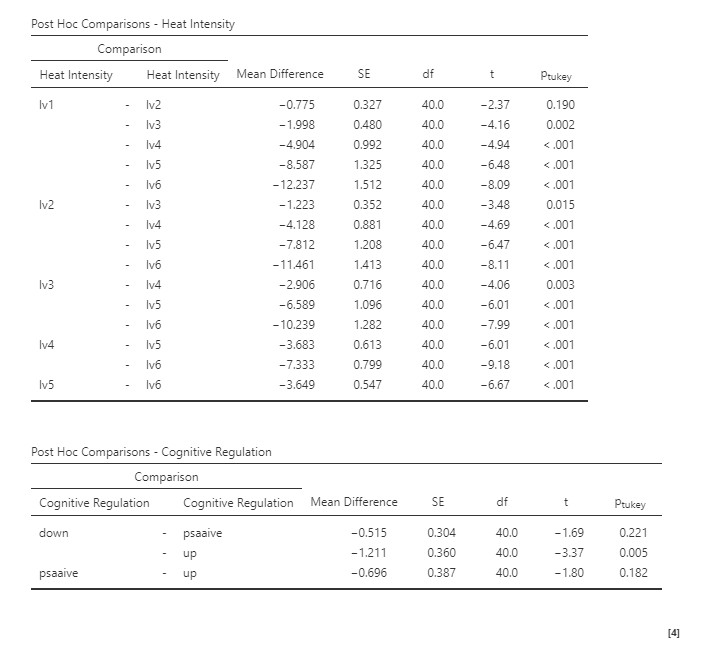 Post Hoc Comparisons - Heat Intensity
Comparison
Heat Intensity Heat Intensity Mean Difference SE df t Ptukey
lv1 - lv2 −0.775 0.327 40.0 −2.37 0.190
- lv3 −1.998 0.480 40.0 −4.16 0.002
- lv4 −4.904 0.992 40.0 −4.94 < .001
- lv5 −8.587 1.325 40.0 −6.48 < .001
- lv6 −12.237 1.512 40.0 −8.09 < .001
lv2 - lv3 −1.223 0.352 40.0 −3.48 0.015
- lv4 −4.128 0.881 40.0 −4.69 < .001
- lv5 −7.812 1.208 40.0 −6.47 < .001
- lv6 −11.461 1.413 40.0 −8.11 < .001
lv3 - lv4 −2.906 0.716 40.0 −4.06 0.003
- lv5 −6.589 1.096 40.0 −6.01 < .001
- lv6 −10.239 1.282 40.0 −7.99 < .001
lv4 - lv5 −3.683 0.613 40.0 −6.01 < .001
- lv6 −7.333 0.799 40.0 −9.18 < .001
lv5 - lv6 −3.649 0.547 40.0 −6.67 < .001
Post Hoc Comparisons - Cognitive Regulation
Comparison
Cognitive Regulation Cognitive Regulation Mean Difference SE df t Ptukey
down - psaaive −0.515 0.304 40.0 −1.69 0.221
- up −1.211 0.360 40.0 −3.37 0.005
psaaive - up −0.696 0.387 40.0 −1.80 0.182
[4]